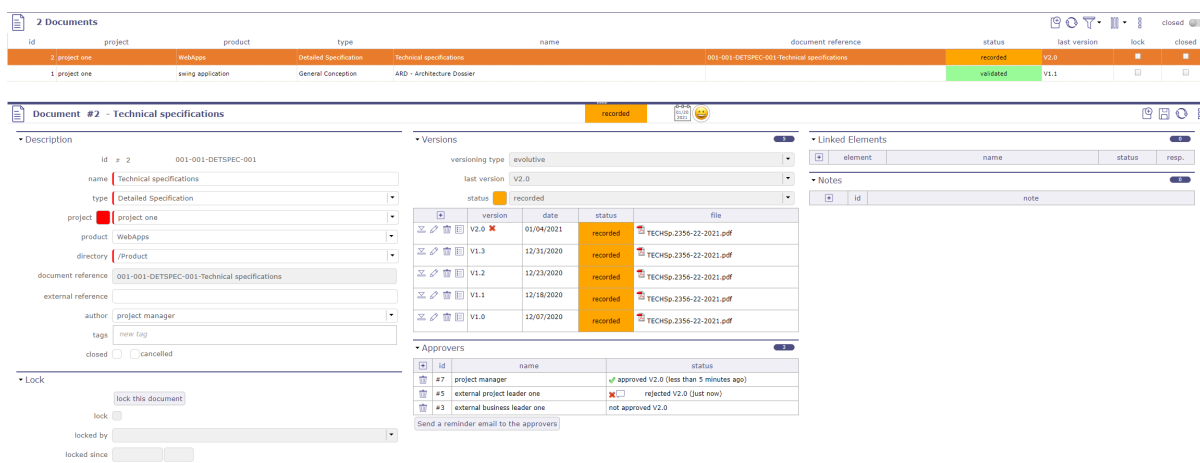 2 Documents
closed
id project product type name document reference status last version lock closed
2 project one WebApps Detailed Specification Technical specifications 001-001-DETSPEC-001-Technical specifications recorded V2.0
1 project one swing application General Conception ARD - Architecture Dossier validated V1.1
Document #2 - Technical specifications
recorded
01/20
2021
Description
id # 2 001-001-DETSPEC-001
name Technical specifications
type Detailed Specification
project project one
product WebApps
directory /Product
document reference 001-001-DETSPEC-001-Technical specifications
external reference
author project manager
tags new tag
closed cancelled
Lock
lock this document
lock
locked by
locked since
Versions 5
versioning type evolutive
last version V2.0
status recorded
version date status file
V2.0 01/04/2021 recorded TECHSp.2356-22-2021.pdf
V1.3 12/31/2020 recorded TECHSp.2356-22-2021.pdf
V1.2 12/23/2020 recorded TECHSp.2356-22-2021.pdf
V1.1 12/18/2020 recorded TECHSp.2356-22-2021.pdf
V1.0 12/07/2020 recorded TECHSp.2356-22-2021.pdf
Approvers 3
id name status
#7 project manager approved V2.0 (less than 5 minutes ago)
#5 external project leader one rejected V2.0 (just now)
#3 external business leader one not approved V2.0
Send a reminder email to the approvers
Linked Elements 0
element name status resp.
Notes 0
id note